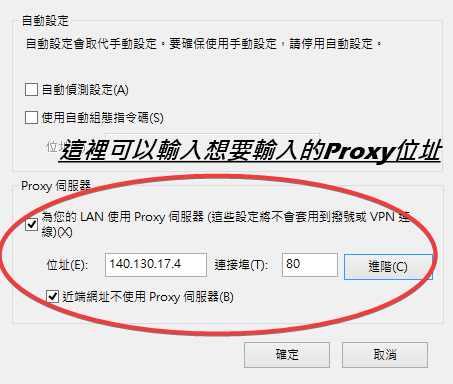 自動設定
自動設定會取代手動設定。要確保使用手動設定，請停用自動設定。
自動偵測設定(A)
使用自動組態指令碼(S)
位址
這裡可以輸入想要輸入的Proxy位址
Proxy 伺服器
為您的 LAN 使用 Proxy 伺服器 (這些設定將不會套用到撥號或 VPN 連
線)(X)
位址(E): 140.130.17.4 連接埠(T): 80 進階(C)
近端網址不使用 Proxy 伺服器(B)
確定 取消